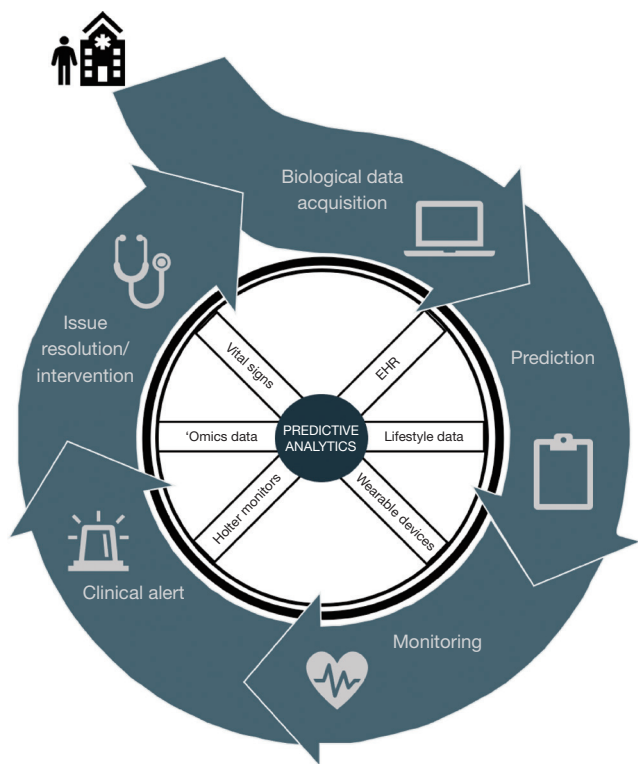 Biological data
acquisition
Prediction
Monitoring
Clinical alert
Issue
resolution/
intervention
Vital signs
EHR
‘Omics data
PREDICTIVE
ANALYTICS
Lifestyle data
Holter monitors
Wearable devices